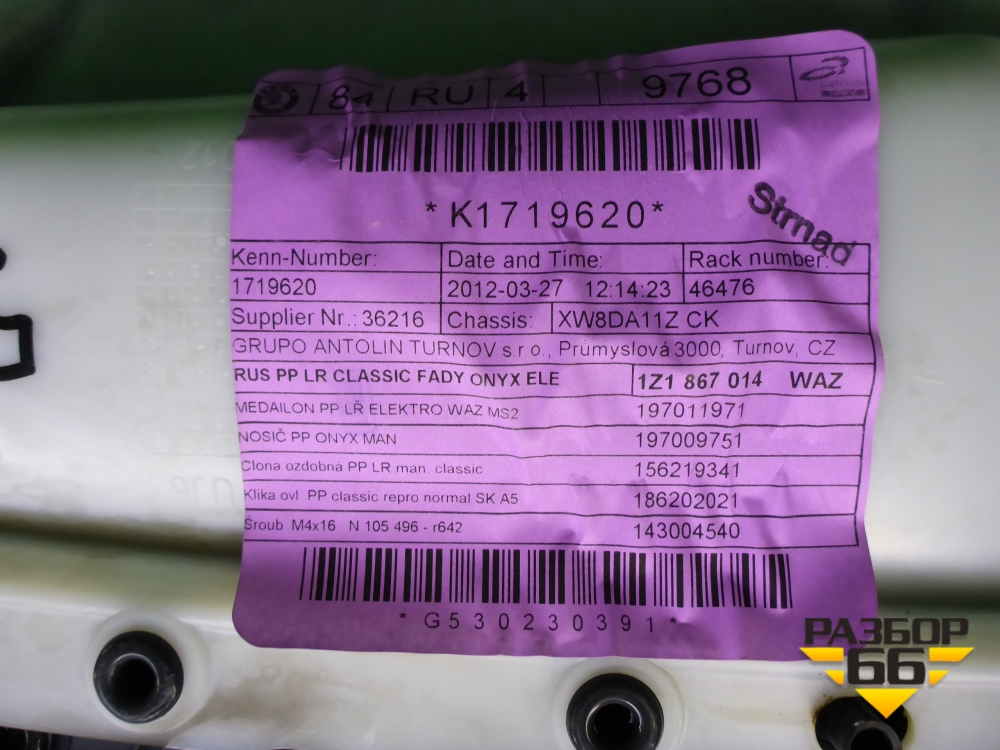 84 RU 4 9768
*K1719620*
Strnad
Kenn-Number: Date and Time: Rack number:
1719620 2012-03-27 12:14:23 46476
Supplier Nr.: 36216 Chassis: XW8DA11Z CK
GRUPO ANTOLIN TURNOV s.r.o., Průmyslová 3000, Turnov, CZ
RUS PP LR CLASSIC FADY ONYX ELE 1Z1 867 014 WAZ
MEDAILON PP LŘ ELEKTRO WAZ MS2 197011971
NOSIČ PP ONYX MAN 197009751
Clona ozdobná PP LR man. classic 156219341
Klika ovl PP classic repro normal SK A5 186202021
Šroub M4x16 N 105 496 - r642 143004540
*G530230391*
РАЗБОР
66